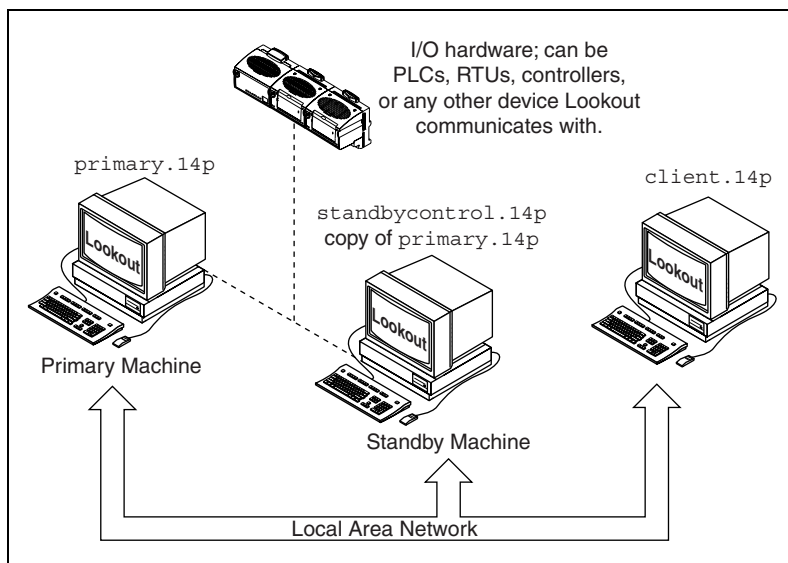 I/O hardware; can be
PLCs, RTUs, controllers,
or any other device Lookout
communicates with.
primary.14p
client.14p
standbycontrol.14p
copy of primary.14p
Lookout
Lookout
Lookout
Primary Machine
Standby Machine
Local Area Network